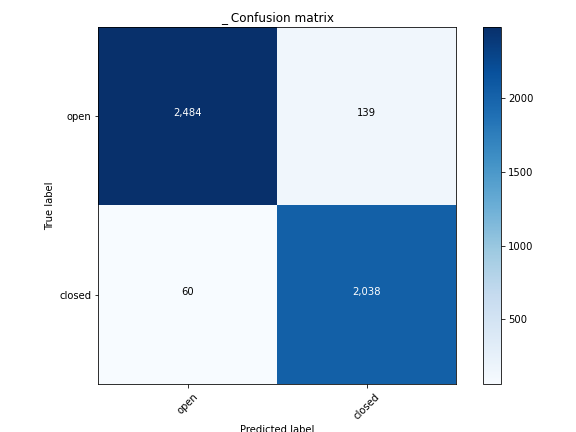 _ Confusion matrix
open
2,484
139
2000
1500
True label
1000
closed
60
2,038
500
open
closed
Predicted label